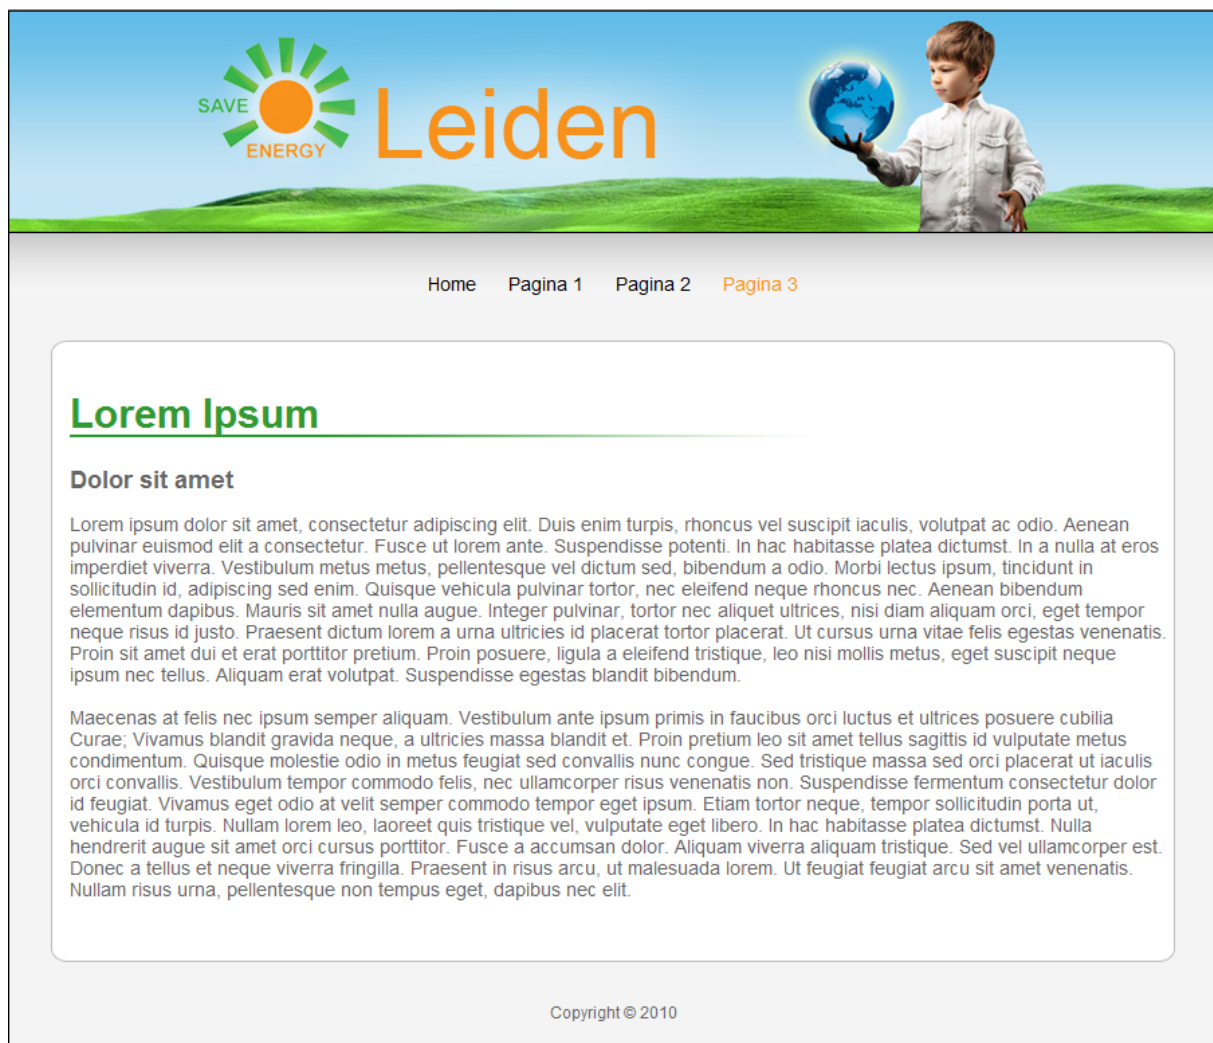 SAVE
ENERGY
Leiden
Home Pagina 1 Pagina 2 Pagina 3
Lorem Ipsum
Dolor sit amet
Lorem ipsum dolor sit amet, consectetur adipiscing elit. Duis enim turpis, rhoncus vel suscipit iaculis, volutpat ac odio. Aenean
pulvinar euismod elit a consectetur. Fusce ut lorem ante. Suspendisse potenti. In hac habitasse platea dictumst. In a nulla at eros
imperdiet viverra. Vestibulum metus metus, pellentesque vel dictum sed, bibendum a odio. Morbi lectus ipsum, tincidunt in
sollicitudin id, adipiscing sed enim. Quisque vehicula pulvinar tortor, nec eleifend neque rhoncus nec. Aenean bibendum
elementum dapibus. Mauris sit amet nulla augue. Integer pulvinar, tortor nec aliquet ultrices, nisi diam aliquam orci, eget tempor
neque risus id justo. Praesent dictum lorem a urna ultricies id placerat tortor placerat. Ut cursus urna vitae felis egestas venenatis.
Proin sit amet dui et erat porttitor pretium. Proin posuere, ligula a eleifend tristique, leo nisi mollis metus, eget suscipit neque
ipsum nec tellus. Aliquam erat volutpat. Suspendisse egestas blandit bibendum.
Maecenas at felis nec ipsum semper aliquam. Vestibulum ante ipsum primis in faucibus orci luctus et ultrices posuere cubilia
Curae; Vivamus blandit gravida neque, a ultricies massa blandit et. Proin pretium leo sit amet tellus sagittis id vulputate metus
condimentum. Quisque molestie odio in metus feugiat sed convallis nunc congue. Sed tristique massa sed orci placerat ut iaculis
orci convallis. Vestibulum tempor commodo felis, nec ullamcorper risus venenatis non. Suspendisse fermentum consectetur dolor
id feugiat. Vivamus eget odio at velit semper commodo tempor eget ipsum. Etiam tortor neque, tempor sollicitudin porta ut,
vehicula id turpis. Nullam lorem leo, laoreet quis tristique vel, vulputate eget libero. In hac habitasse platea dictumst. Nulla
hendrerit augue sit amet orci cursus porttitor. Fusce a accumsan dolor. Aliquam viverra aliquam tristique. Sed vel ullamcorper est.
Donec a tellus et neque viverra fringilla. Praesent in risus arcu, ut malesuada lorem. Ut feugiat feugiat arcu sit amet venenatis.
Nullam risus urna, pellentesque non tempus eget, dapibus nec elit.
Copyright © 2010